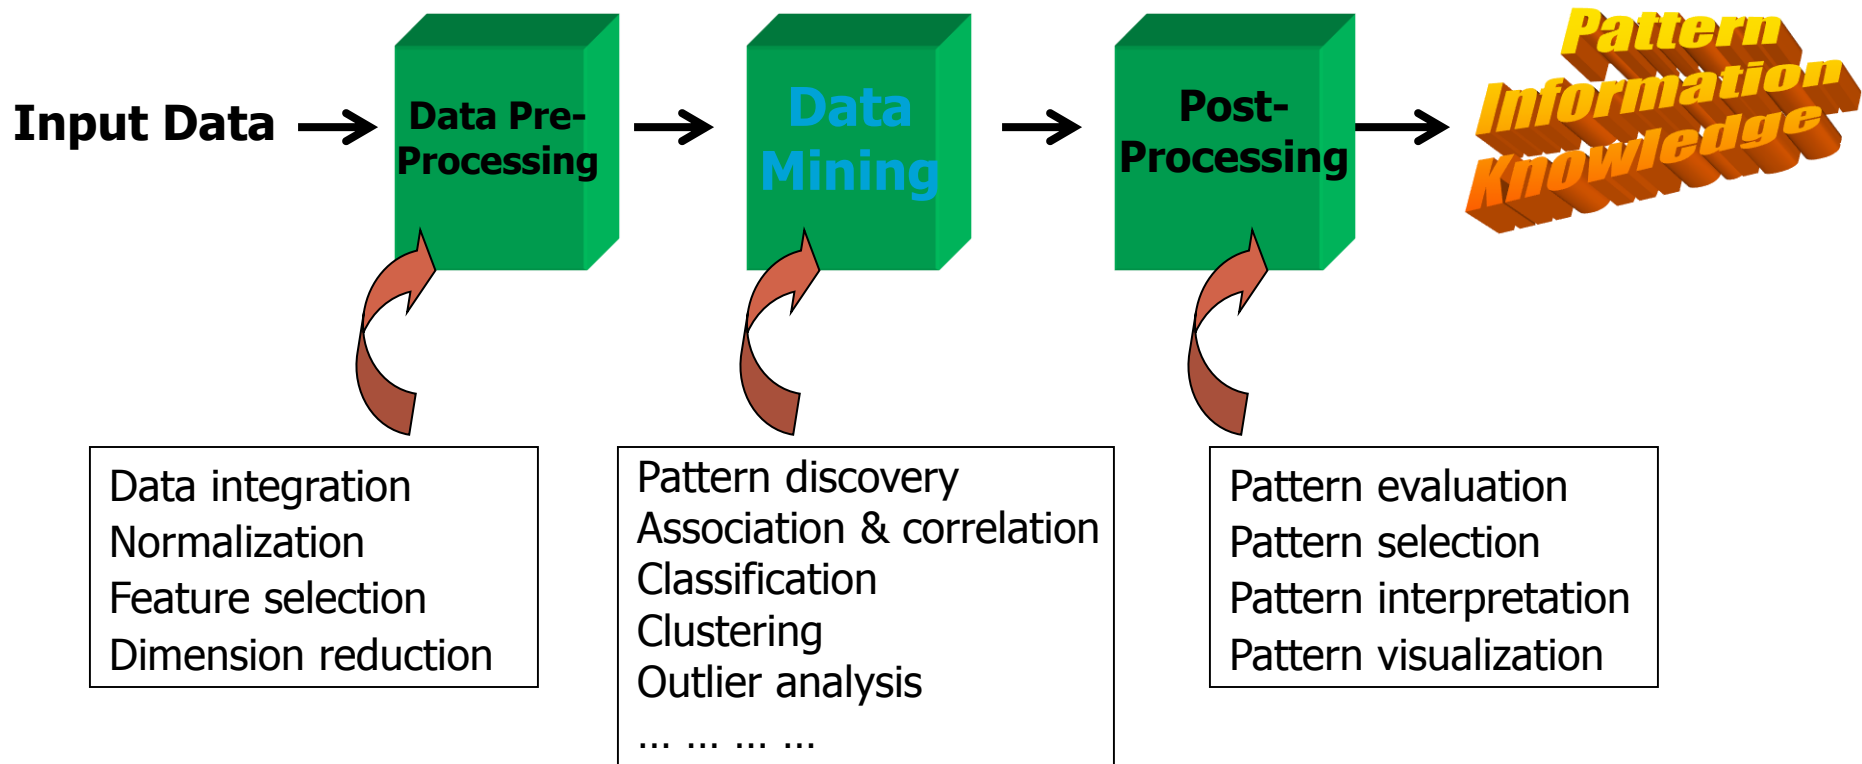 Input Data
Data Pre-
Processing
Data
Mining
Post-
Processing
Pattern
Information
Knowledge
Data integration
Normalization
Feature selection
Dimension reduction
Pattern discovery
Association & correlation
Classification
Clustering
Outlier analysis
... ... ... ...
Pattern evaluation
Pattern selection
Pattern interpretation
Pattern visualization